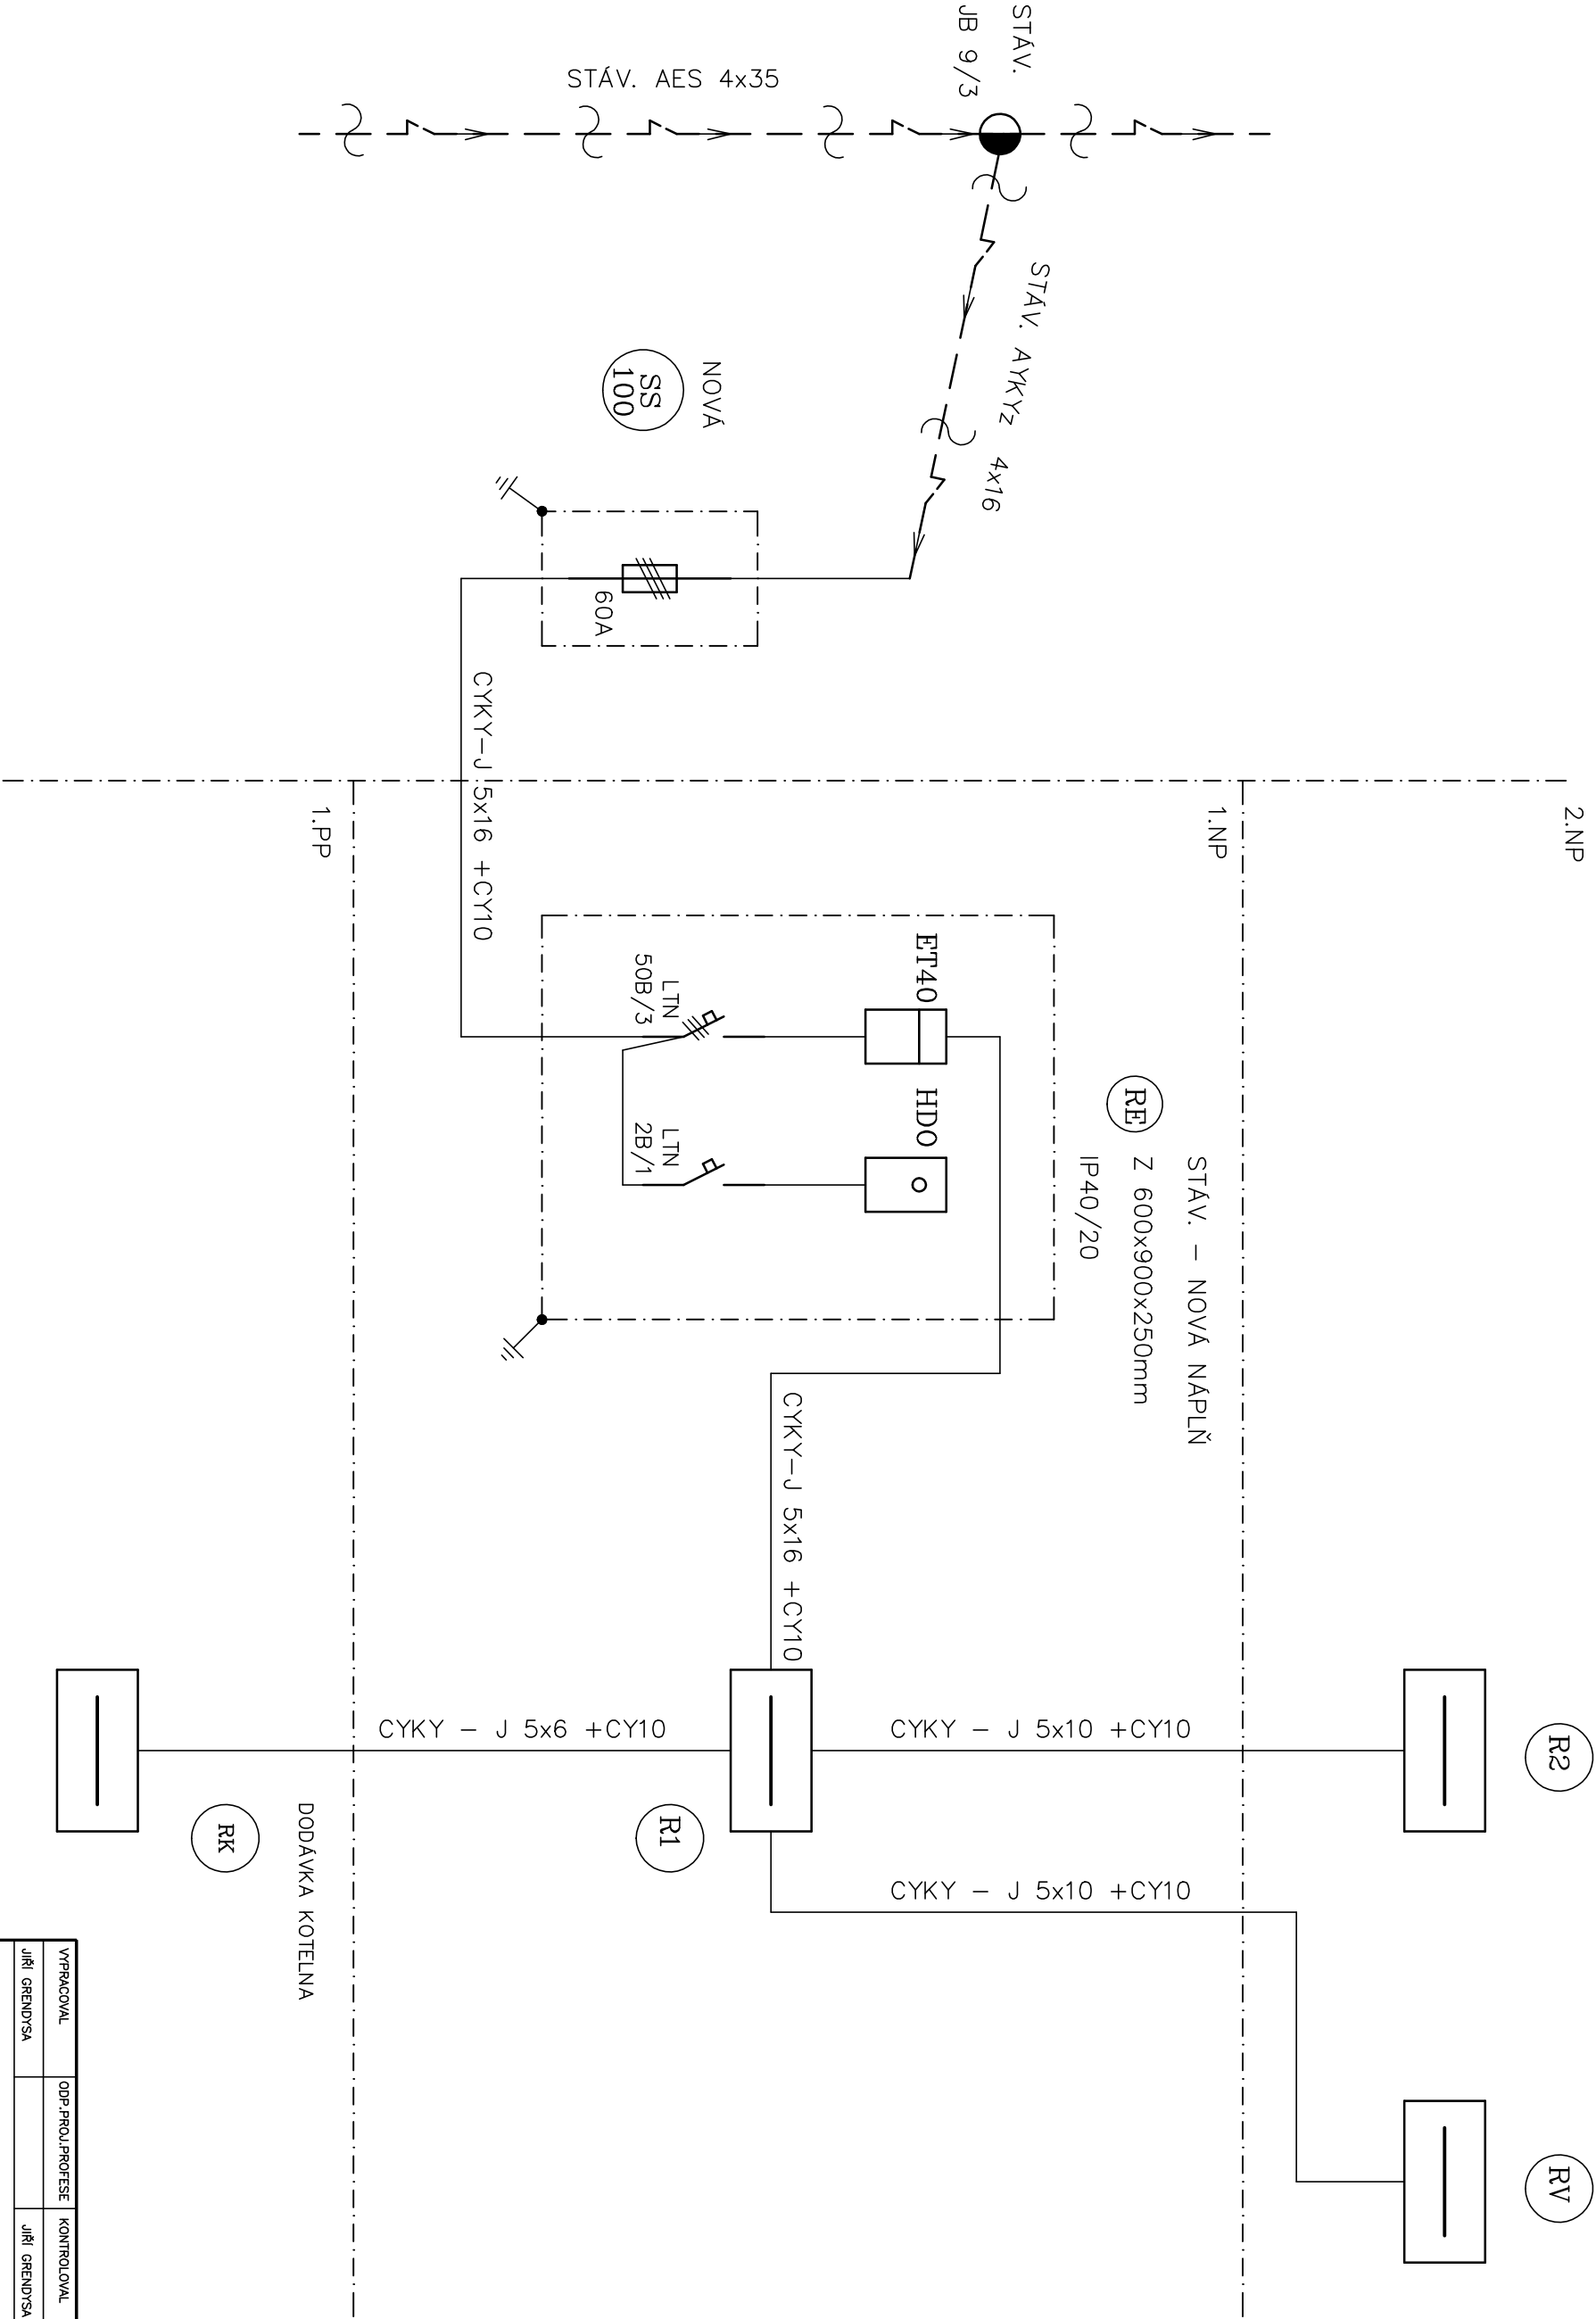 STÁV.
JB 9/3
STÁV. AES 4x35
STÁV. AYKYz 4x16
NOVÁ
SS
100
60A
CYKY-J 5x16 +CY10
2.NP
1.NP
1.PP
RE
STÁV. - NOVÁ NÁPLŇ
Z 600x900x250mm
IP40/20
ET40
HDO
LTN
50B/3
LTN
2B/1
CYKY-J 5x16 +CY10
R2
RV
CYKY - J 5x10 +CY10
CYKY - J 5x10 +CY10
R1
CYKY - J 5x6 +CY10
RK
DODÁVKA KOTELNA
VYPRACOVAL
ODP.PROJ.PROFESE
KONTROLOVAL
JIŘÍ GRENDYSA
JIŘÍ GRENDYSA